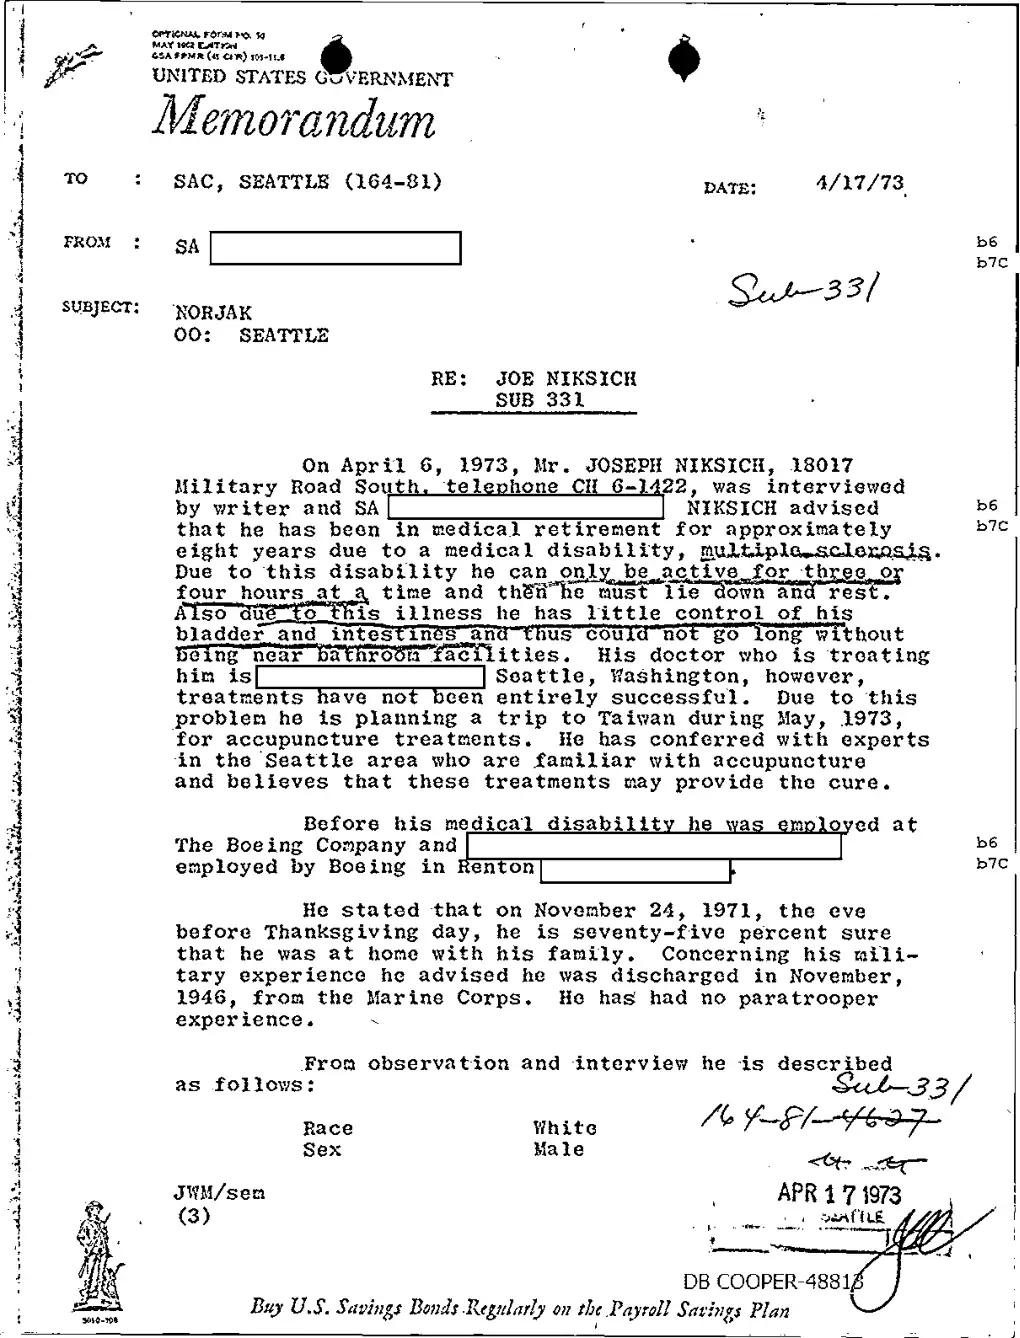 OPTIONAL FORM NO. 10
MAY 1962 EDITION
GSA FPMR (41 CFR) 101-11.6
UNITED STATES GOVERNMENT
Memorandum
TO : SAC, SEATTLE (164-81)
DATE: 4/17/73
FROM : SA
b6
b7C
Sub-331
SUBJECT: NORJAK
OO: SEATTLE
RE: JOE NIKSICH
SUB 331
On April 6, 1973, Mr. JOSEPH NIKSICH, 18017
Military Road South, telephone CH 6-1422, was interviewed
by writer and SA NIKSICH advised
b6
that he has been in medical retirement for approximately
b7C
eight years due to a medical disability, multiple sclerosis.
Due to this disability he can only be active for three or
four hours at a time and then he must lie down and rest.
Also due to this illness he has little control of his
bladder and intestines and thus could not go long without
being near bathroom facilities. His doctor who is treating
him is Seattle, Washington, however,
treatments have not been entirely successful. Due to this
problem he is planning a trip to Taiwan during May, 1973,
for accupuncture treatments. He has conferred with experts
in the Seattle area who are familiar with accupuncture
and believes that these treatments may provide the cure.
Before his medical disability he was employed at
The Boeing Company and
b6
employed by Boeing in Renton .
b7C
He stated that on November 24, 1971, the eve
before Thanksgiving day, he is seventy-five percent sure
that he was at home with his family. Concerning his mili-
tary experience he advised he was discharged in November,
1946, from the Marine Corps. He has had no paratrooper
experience.
From observation and interview he is described
as follows:
Sub-331
164-81-4627
Race White
Sex Male
JWM/sem
(3)
APR 17 1973
SEATTLE
DB COOPER-48813
5010-108
Buy U.S. Savings Bonds Regularly on the Payroll Savings Plan